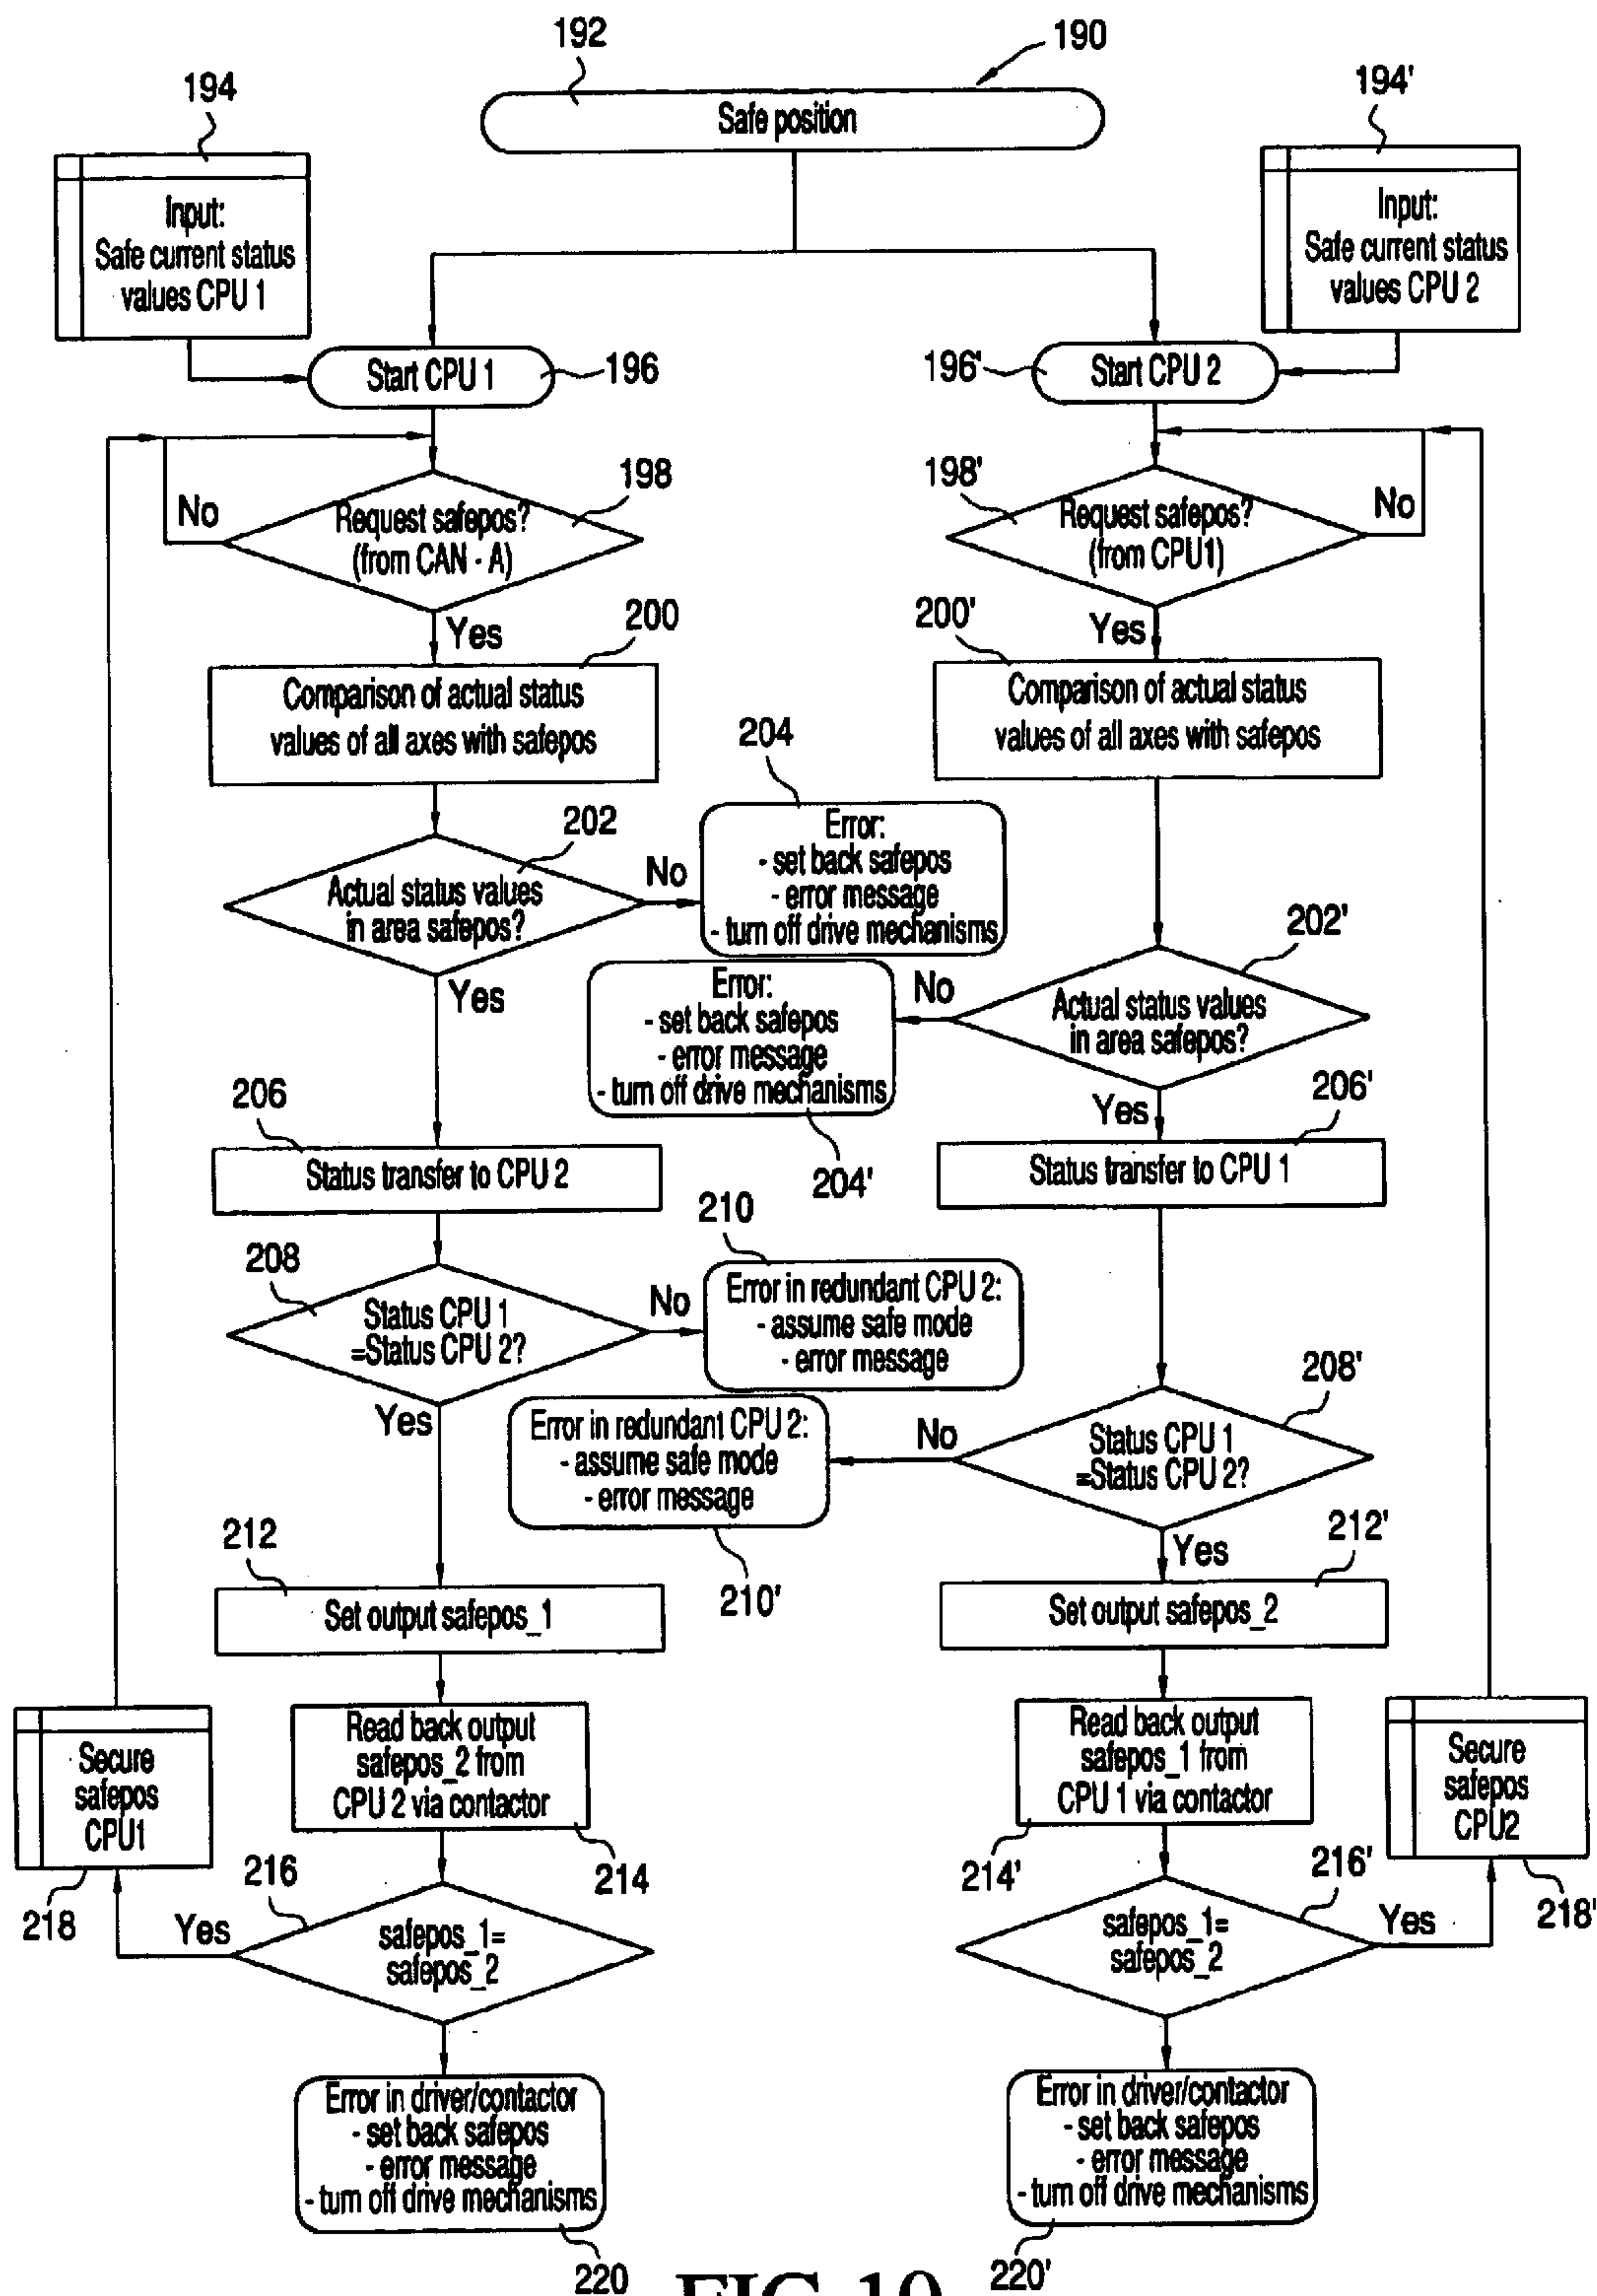 192
190
194
194'
Safe position
Input:
Safe current status
values CPU 1
Input:
Safe current status
values CPU 2
Start CPU 1
196
196'
Start CPU 2
198
198'
No
Request safepos?
(from CAN - A)
Request safepos?
(from CPU1)
No
Yes
200
200'
Yes
Comparison of actual status
values of all axes with safepos
Comparison of actual status
values of all axes with safepos
204
202
Error:
- set back safepos
- error message
- turn off drive mechanisms
No
Actual status values
in area safepos?
202'
Yes
Error:
- set back safepos
- error message
- turn off drive mechanisms
No
Actual status values
in area safepos?
206
204'
Yes
206'
Status transfer to CPU 2
Status transfer to CPU 1
210
208
Status CPU 1
=Status CPU 2?
No
Error in redundant CPU 2:
- assume safe mode
- error message
208'
Yes
Error in redundant CPU 2:
- assume safe mode
- error message
No
Status CPU 1
=Status CPU 2?
212
210'
Yes
212'
Set output safepos_1
Set output safepos_2
Secure
safepos
CPU1
Read back output
safepos_2 from
CPU 2 via contactor
Read back output
safepos_1 from
CPU 1 via contactor
Secure
safepos
CPU2
218
216
214
214'
216'
218'
Yes
safepos_1=
safepos_2
safepos_1=
safepos_2
Yes
Error in driver/contactor
- set back safepos
- error message
- turn off drive mechanisms
Error in driver/contactor
- set back safepos
- error message
- turn off drive mechanisms
220
220'
FIG. 19